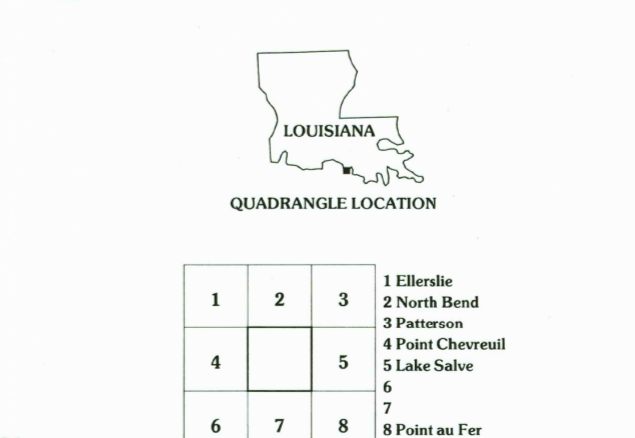 LOUISIANA
QUADRANGLE LOCATION
1 2 3
4 5
6 7 8
1 Ellerslie
2 North Bend
3 Patterson
4 Point Chevreuil
5 Lake Salve
6
7
8 Point au Fer